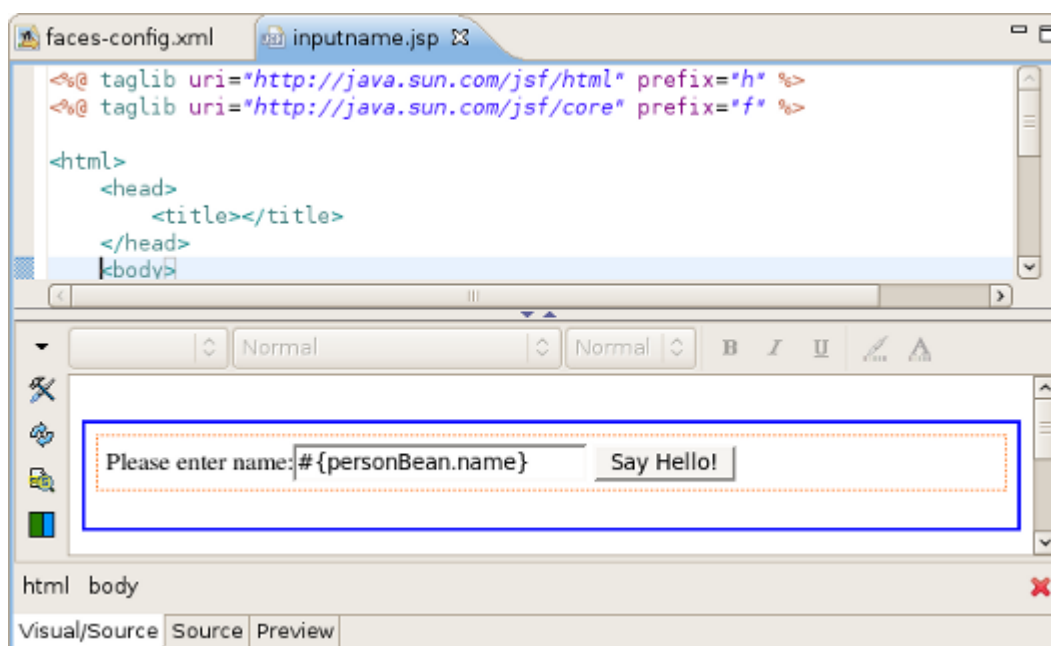 faces-config.xml inputname.jsp
<%@ taglib uri="http://java.sun.com/jsf/html" prefix="h" %>
<%@ taglib uri="http://java.sun.com/jsf/core" prefix="f" %>
<html>
<head>
<title></title>
</head>
<body>
Normal Normal B I U A
Please enter name: #{personBean.name} Say Hello!
html body
Visual/Source Source Preview